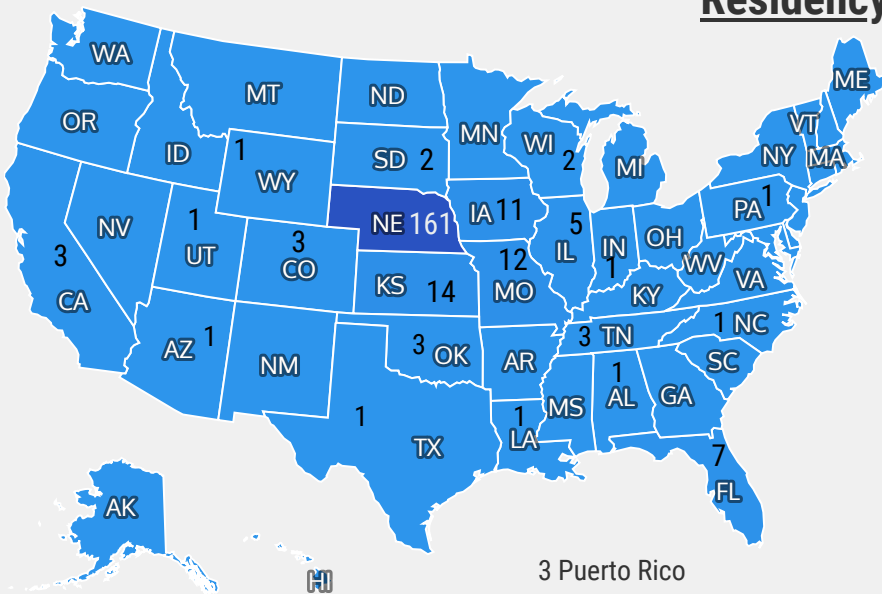 Residency
WA
MT
ND
MN
ME
OR
ID
1
WY
SD 2
WI
2
MI
VT
NY
MA
NV
1
UT
3
CO
NE 161
IA 11
5
IL
IN
1
OH
PA 1
WV
VA
3
CA
KS 14
12
MO
KY
AZ 1
NM
3 OK
AR
3 TN
1 NC
SC
1
TX
1
LA
MS
1
AL
GA
7
FL
AK
HI
3 Puerto Rico